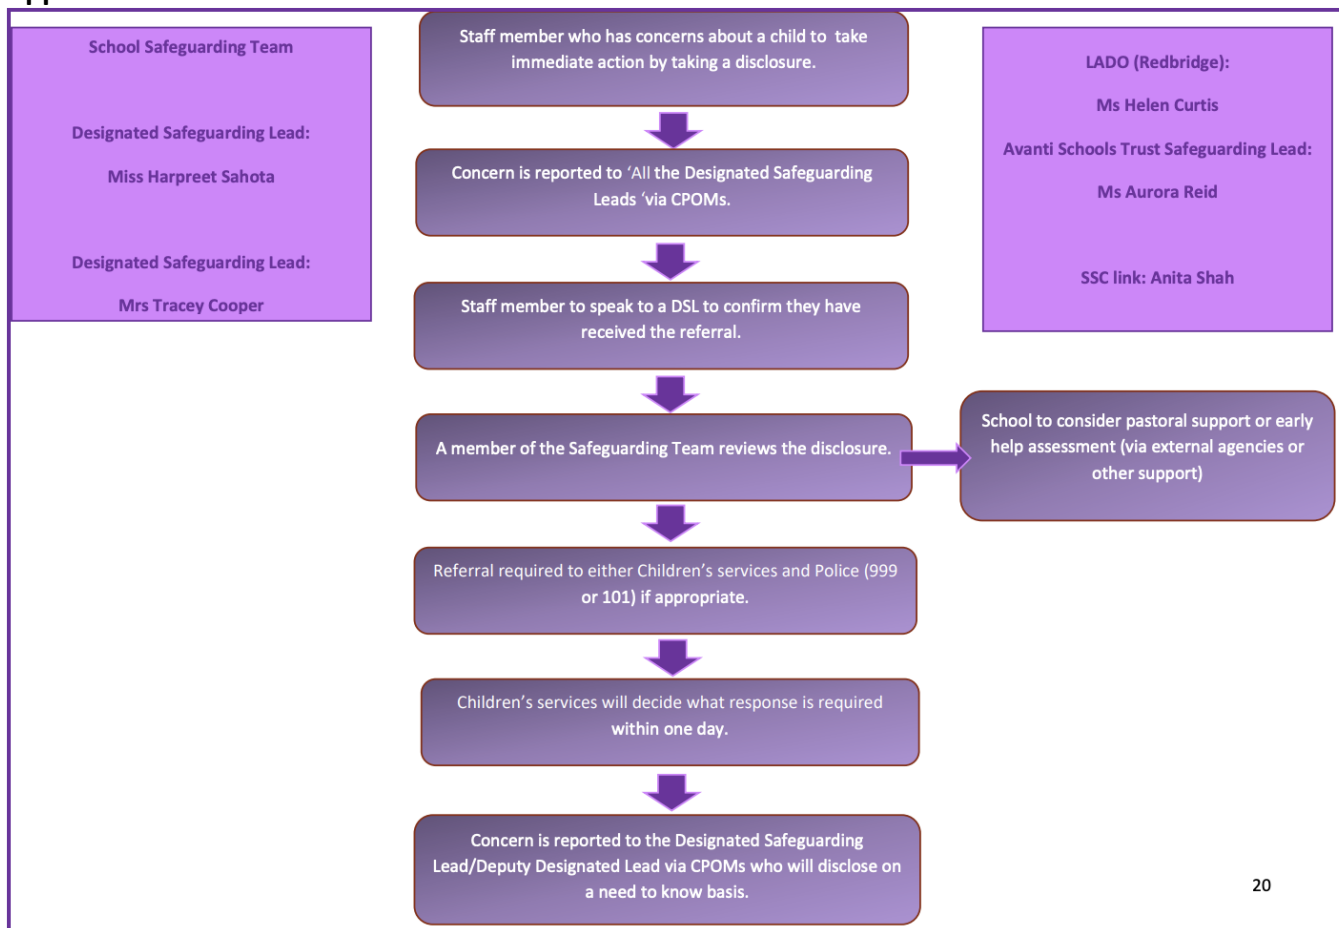 School Safeguarding Team
Designated Safeguarding Lead:
Miss Harpreet Sahota
Designated Safeguarding Lead:
Mrs Tracey Cooper
Staff member who has concerns about a child to  take
immediate action by taking a disclosure.
Concern is reported to ‘All the Designated Safeguarding
Leads ‘via CPOMs.
Staff member to speak to a DSL to confirm they have
received the referral.
A member of the Safeguarding Team reviews the disclosure.
Referral required to either Children’s services and Police (999
or 101) if appropriate.
Children’s services will decide what response is required
within one day.
Concern is reported to the Designated Safeguarding
Lead/Deputy Designated Lead via CPOMs who will disclose on
a need to know basis.
LADO (Redbridge):
Ms Helen Curtis
Avanti Schools Trust Safeguarding Lead:
Ms Aurora Reid
SSC link: Anita Shah
School to consider pastoral support or early
help assessment (via external agencies or
other support)
20